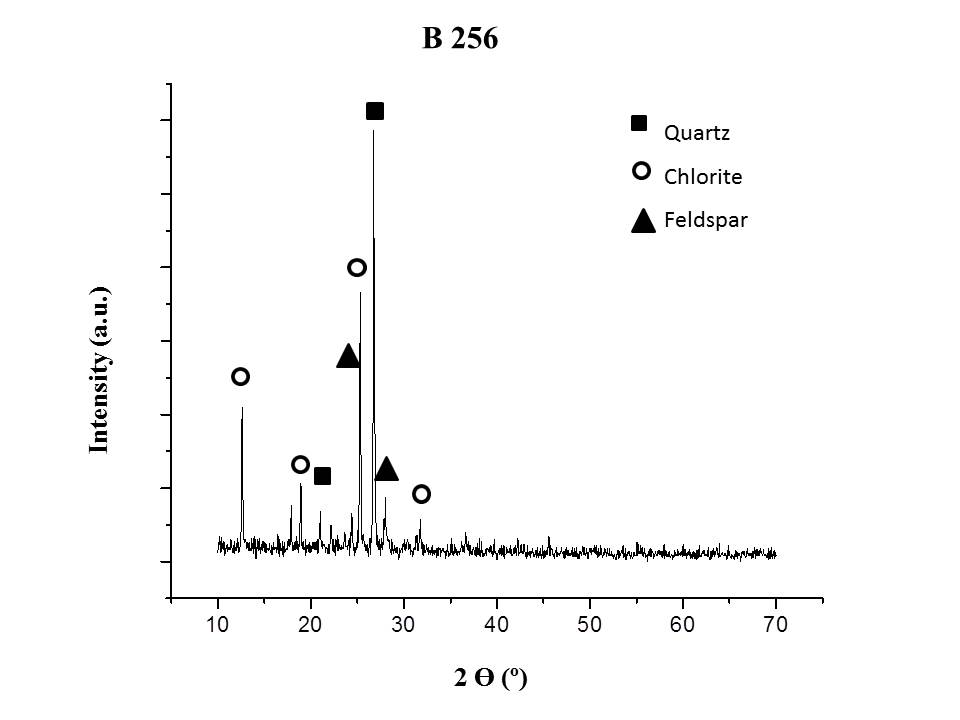 B 256
Quartz
Chlorite
Feldspar
Intensity (a.u.)
10 20 30 40 50 60 70
2 ϴ (º)